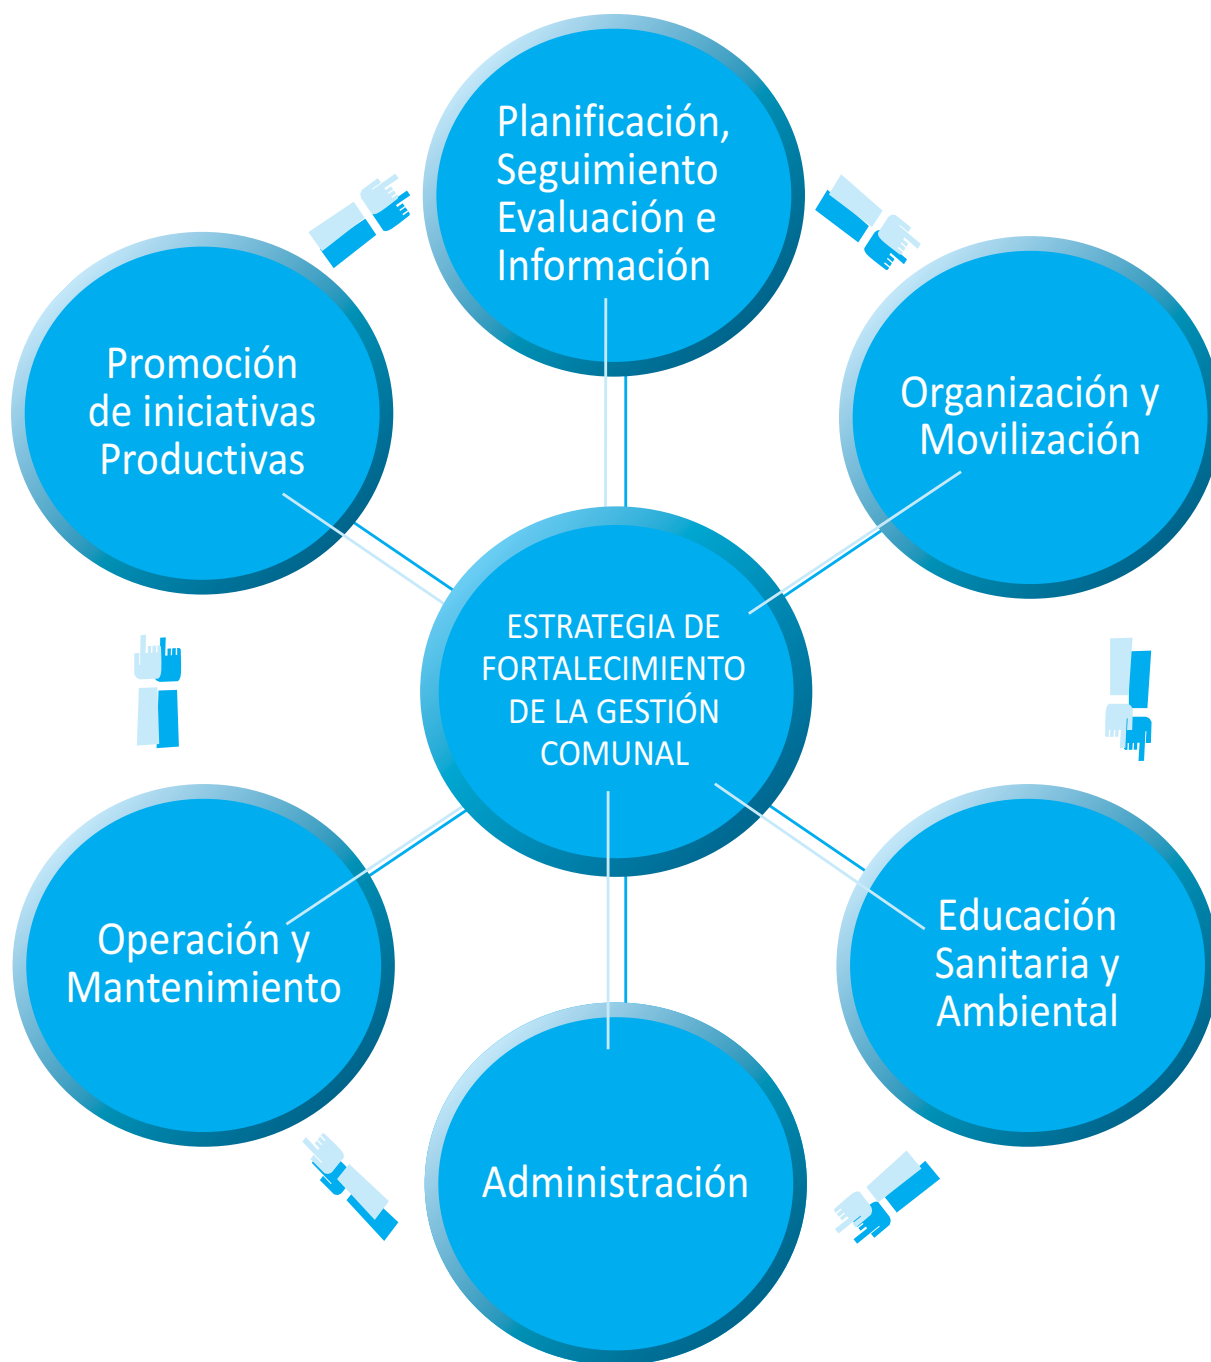 Planificación,
Seguimiento
Evaluación e
Información
Promoción
de iniciativas
Productivas
Organización y
Movilización
ESTRATEGIA DE
FORTALECIMIENTO
DE LA GESTIÓN
COMUNAL
Operación y
Mantenimiento
Educación
Sanitaria y
Ambiental
Administración